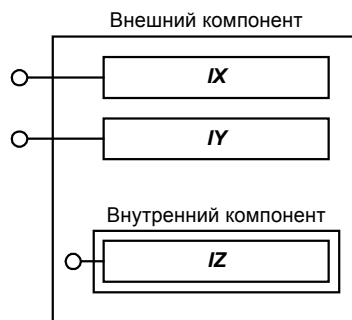 Внешний компонент
IX
IY
Внутренний компонент
IZ